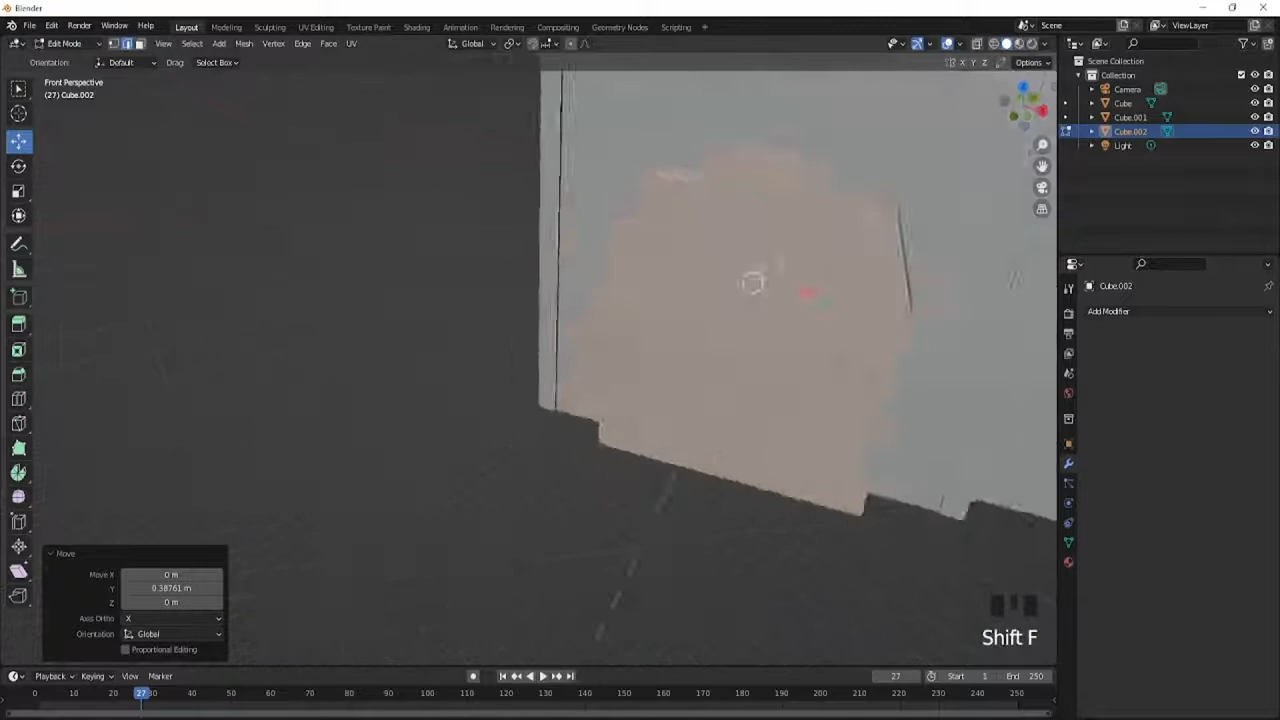 Blender
File Edit Render Window Help
Layout Modeling Sculpting UV Editing Texture Paint Shading Animation Rendering Compositing Geometry Nodes Scripting +
Scene
ViewLayer
Edit Mode View Select Add Mesh Vertex Edge Face UV
Global
Orientation: Default Drag: Select Box
X Y Z Options
Front Perspective
(27) Cube.002
Scene Collection
Collection
Camera
Cube
Cube.001
Cube.002
Light
Cube.002
Add Modifier
Move
Move X 0 m
Y 0.38761 m
Z 0 m
Axis Ortho X
Orientation Global
Proportional Editing
Shift F
Playback Keying View Marker
27 Start 1 End 250
0 10 20 27 30 40 50 60 70 80 90 100 110 120 130 140 150 160 170 180 190 200 210 220 230 240 250